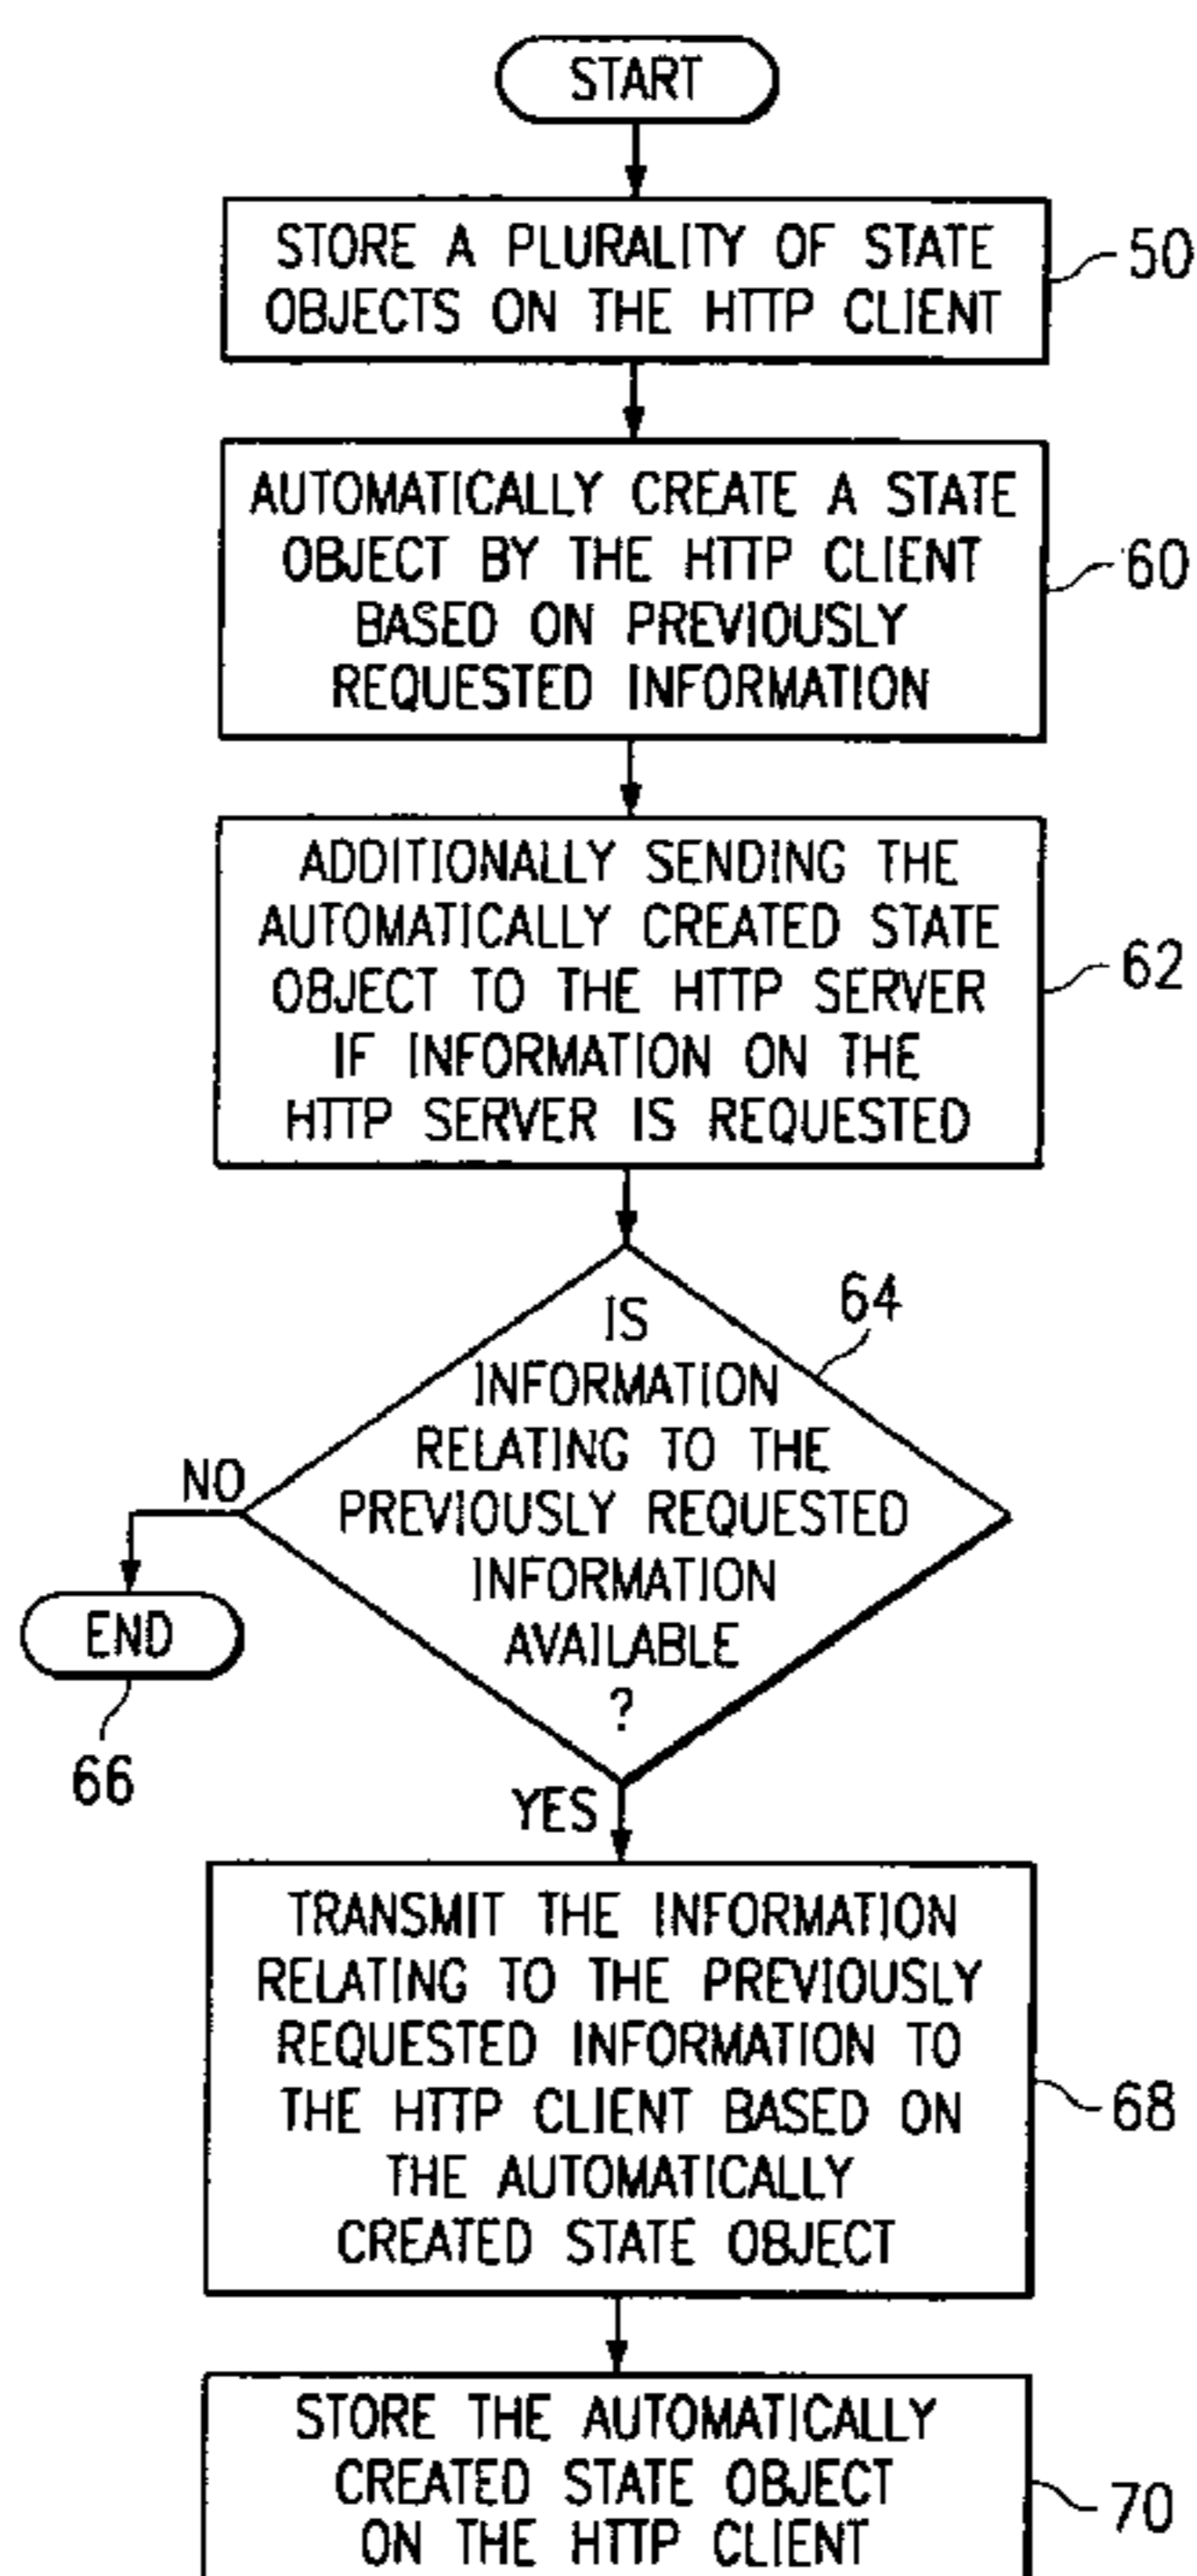 START
STORE A PLURALITY OF STATE
OBJECTS ON THE HTTP CLIENT
50
AUTOMATICALLY CREATE A STATE
OBJECT BY THE HTTP CLIENT
BASED ON PREVIOUSLY
REQUESTED INFORMATION
60
ADDITIONALLY SENDING THE
AUTOMATICALLY CREATED STATE
OBJECT TO THE HTTP SERVER
IF INFORMATION ON THE
HTTP SERVER IS REQUESTED
62
64
IS
INFORMATION
RELATING TO THE
PREVIOUSLY REQUESTED
INFORMATION
AVAILABLE
?
NO
END
66
YES
TRANSMIT THE INFORMATION
RELATING TO THE PREVIOUSLY
REQUESTED INFORMATION TO
THE HTTP CLIENT BASED ON
THE AUTOMATICALLY
CREATED STATE OBJECT
68
STORE THE AUTOMATICALLY
CREATED STATE OBJECT
ON THE HTTP CLIENT
70